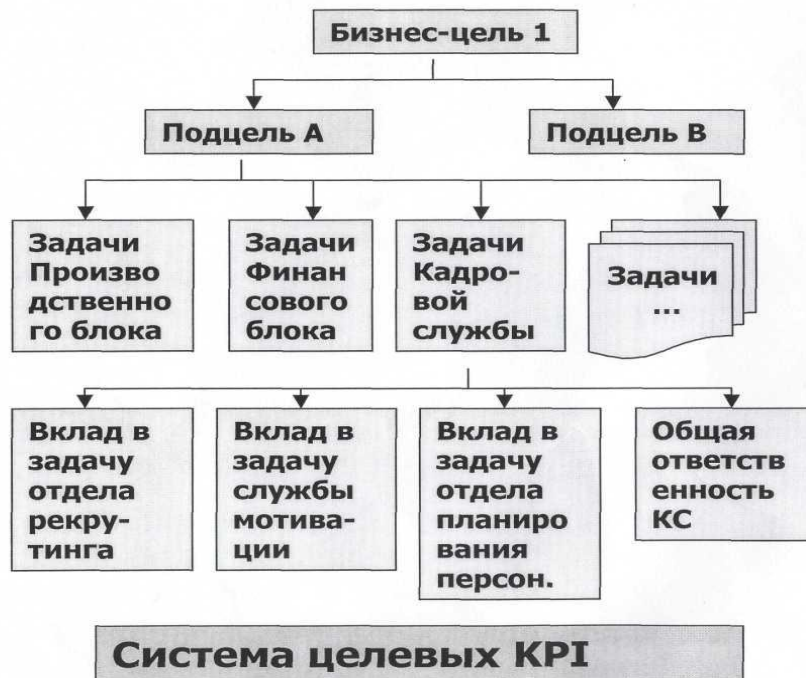 Бизнес-цель 1
Подцель А
Подцель В
Задачи
Произво
дственно
го блока
Задачи
Финан
сового
блока
Задачи
Кадро-
вой
службы
Задачи
...
Вклад в
задачу
отдела
рекру-
тинга
Вклад в
задачу
службы
мотива-
ции
Вклад в
задачу
отдела
планиро
вания
персон.
Общая
ответств
енность
КС
Система целевых KPI